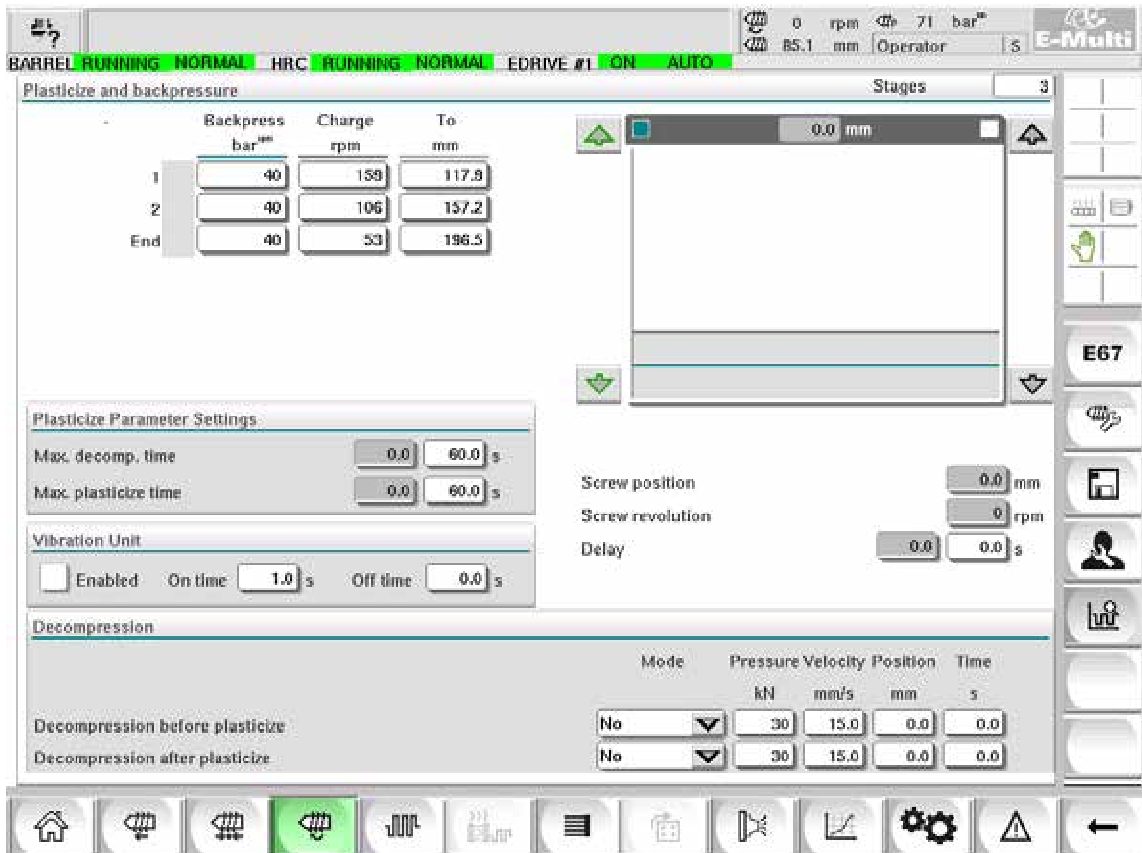 ?
0 rpm 71 bar
85.1 mm Operator S E-Multi
BARREL RUNNING NORMAL HRC RUNNING NORMAL EDRIVE #1 ON AUTO
Plasticize and backpressure Stages 3
Backpress Charge To
bar rpm mm
0.0 mm
1 40 159 117.9
2 40 106 157.2
End 40 53 196.5
E67
Plasticize Parameter Settings
Max. decomp. time 0.0 60.0 s
Max. plasticize time 0.0 60.0 s
Screw position 0.0 mm
Screw revolution 0 rpm
Delay 0.0 0.0 s
Vibration Unit
Enabled On time 1.0 s Off time 0.0 s
Decompression
Mode Pressure Velocity Position Time
kN mm/s mm s
Decompression before plasticize No 30 15.0 0.0 0.0
Decompression after plasticize No 30 15.0 0.0 0.0